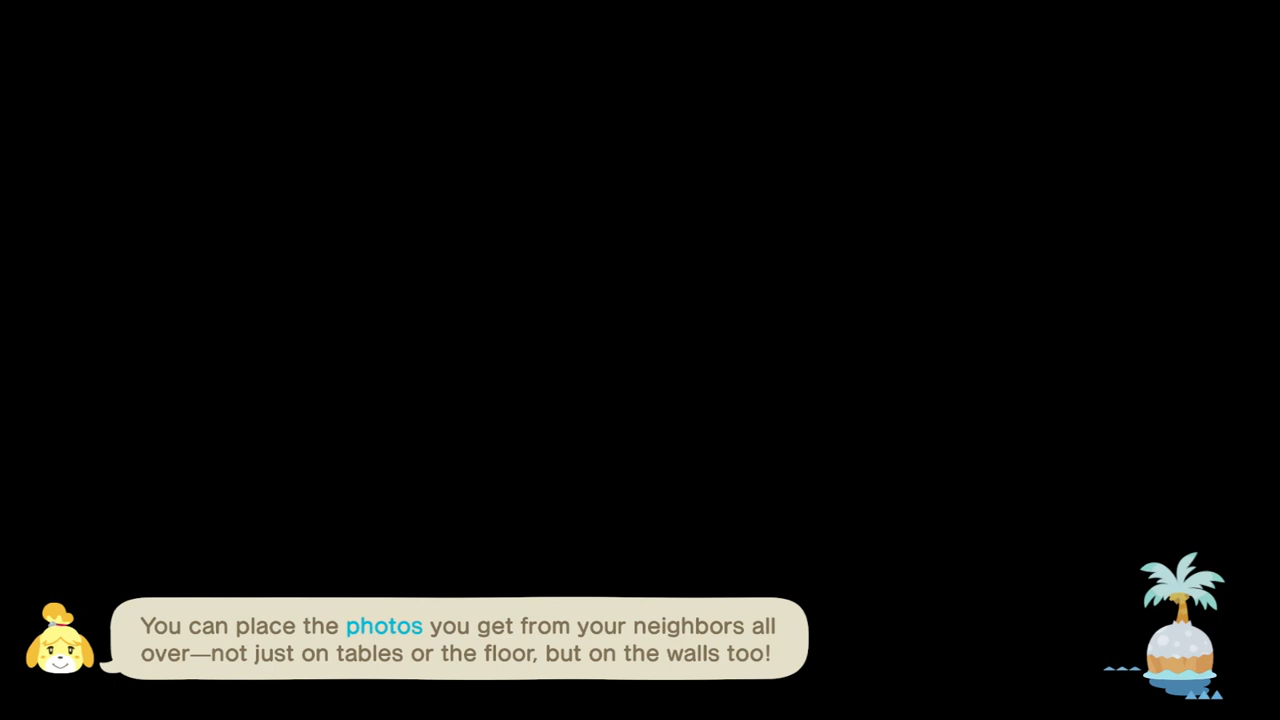 You can place the photos you get from your neighbors all
over—not just on tables or the floor, but on the walls too!